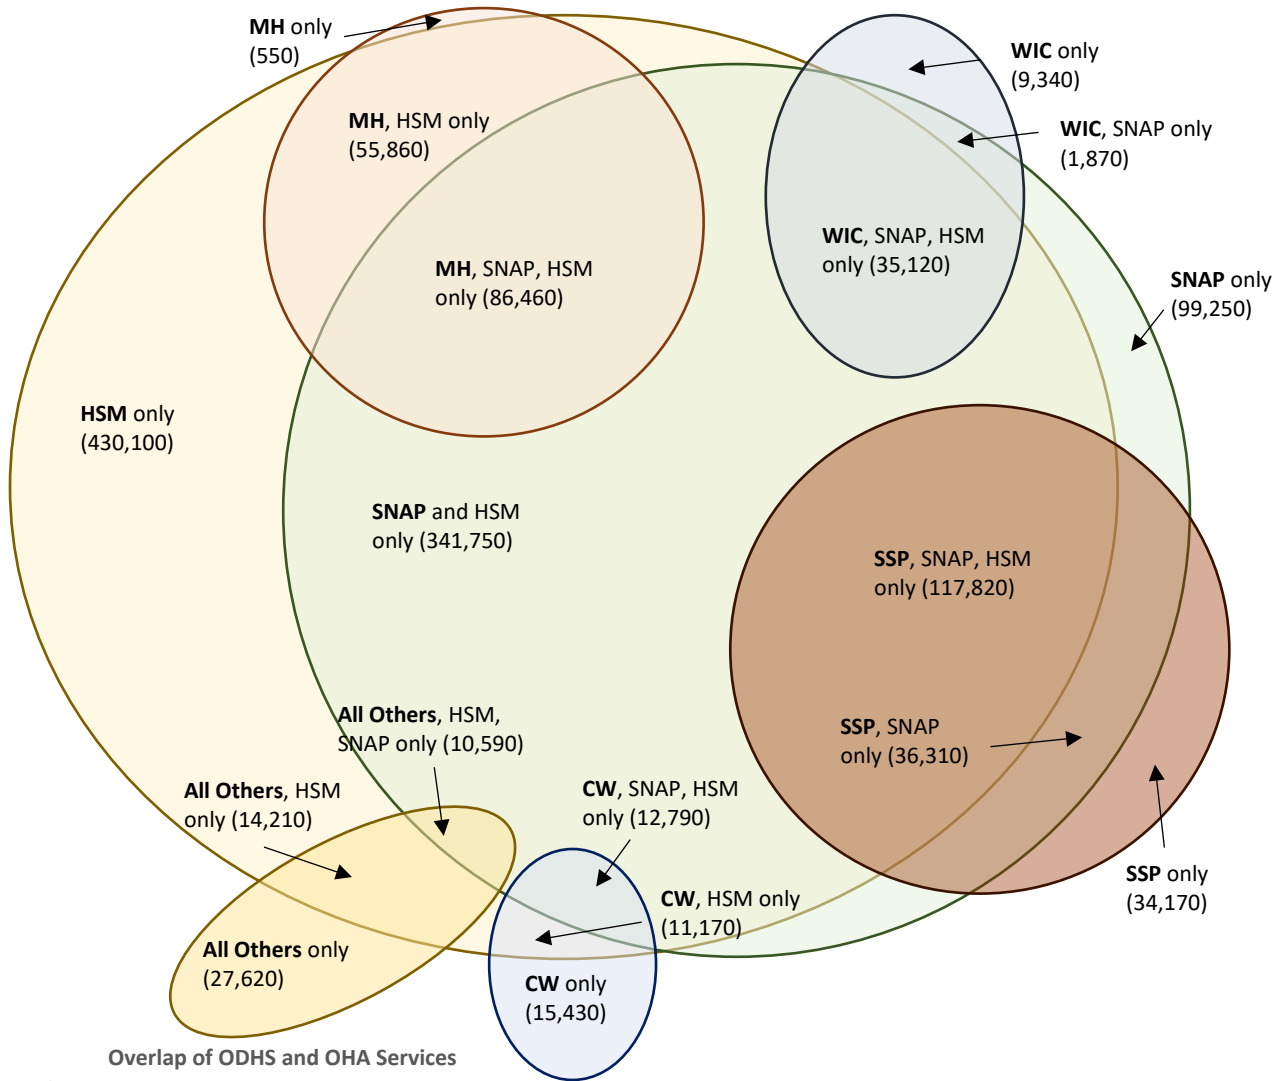 MH only
(550)
WIC only
(9,340)
MH, HSM only
(55,860)
WIC, SNAP only
(1,870)
WIC, SNAP, HSM
only (35,120)
MH, SNAP, HSM
only (86,460)
SNAP only
(99,250)
HSM only
(430,100)
SNAP and HSM
only (341,750)
SSP, SNAP, HSM
only (117,820)
All Others, HSM,
SNAP only (10,590)
SSP, SNAP
only (36,310)
All Others, HSM
only (14,210)
CW, SNAP, HSM
only (12,790)
SSP only
(34,170)
CW, HSM only
(11,170)
All Others only
(27,620)
CW only
(15,430)
Overlap of ODHS and OHA Services